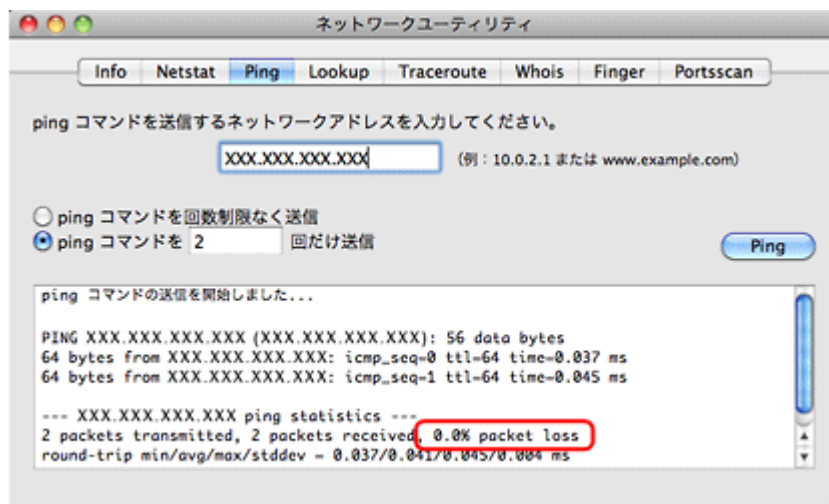 ネットワークユーティリティ
Info Netstat Ping Lookup Traceroute Whois Finger Portsscan
ping コマンドを送信するネットワークアドレスを入力してください。
XXX.XXX.XXX.XXX (例：10.0.2.1 または www.example.com)
ping コマンドを回数制限なく送信
ping コマンドを 2 回だけ送信
Ping
ping コマンドの送信を開始しました...
PING XXX.XXX.XXX.XXX (XXX.XXX.XXX.XXX): 56 data bytes
64 bytes from XXX.XXX.XXX.XXX: icmp_seq=0 ttl=64 time=0.037 ms
64 bytes from XXX.XXX.XXX.XXX: icmp_seq=1 ttl=64 time=0.045 ms
--- XXX.XXX.XXX.XXX ping statistics ---
2 packets transmitted, 2 packets received, 0.0% packet loss
round-trip min/avg/max/stddev = 0.037/0.041/0.045/0.004 ms